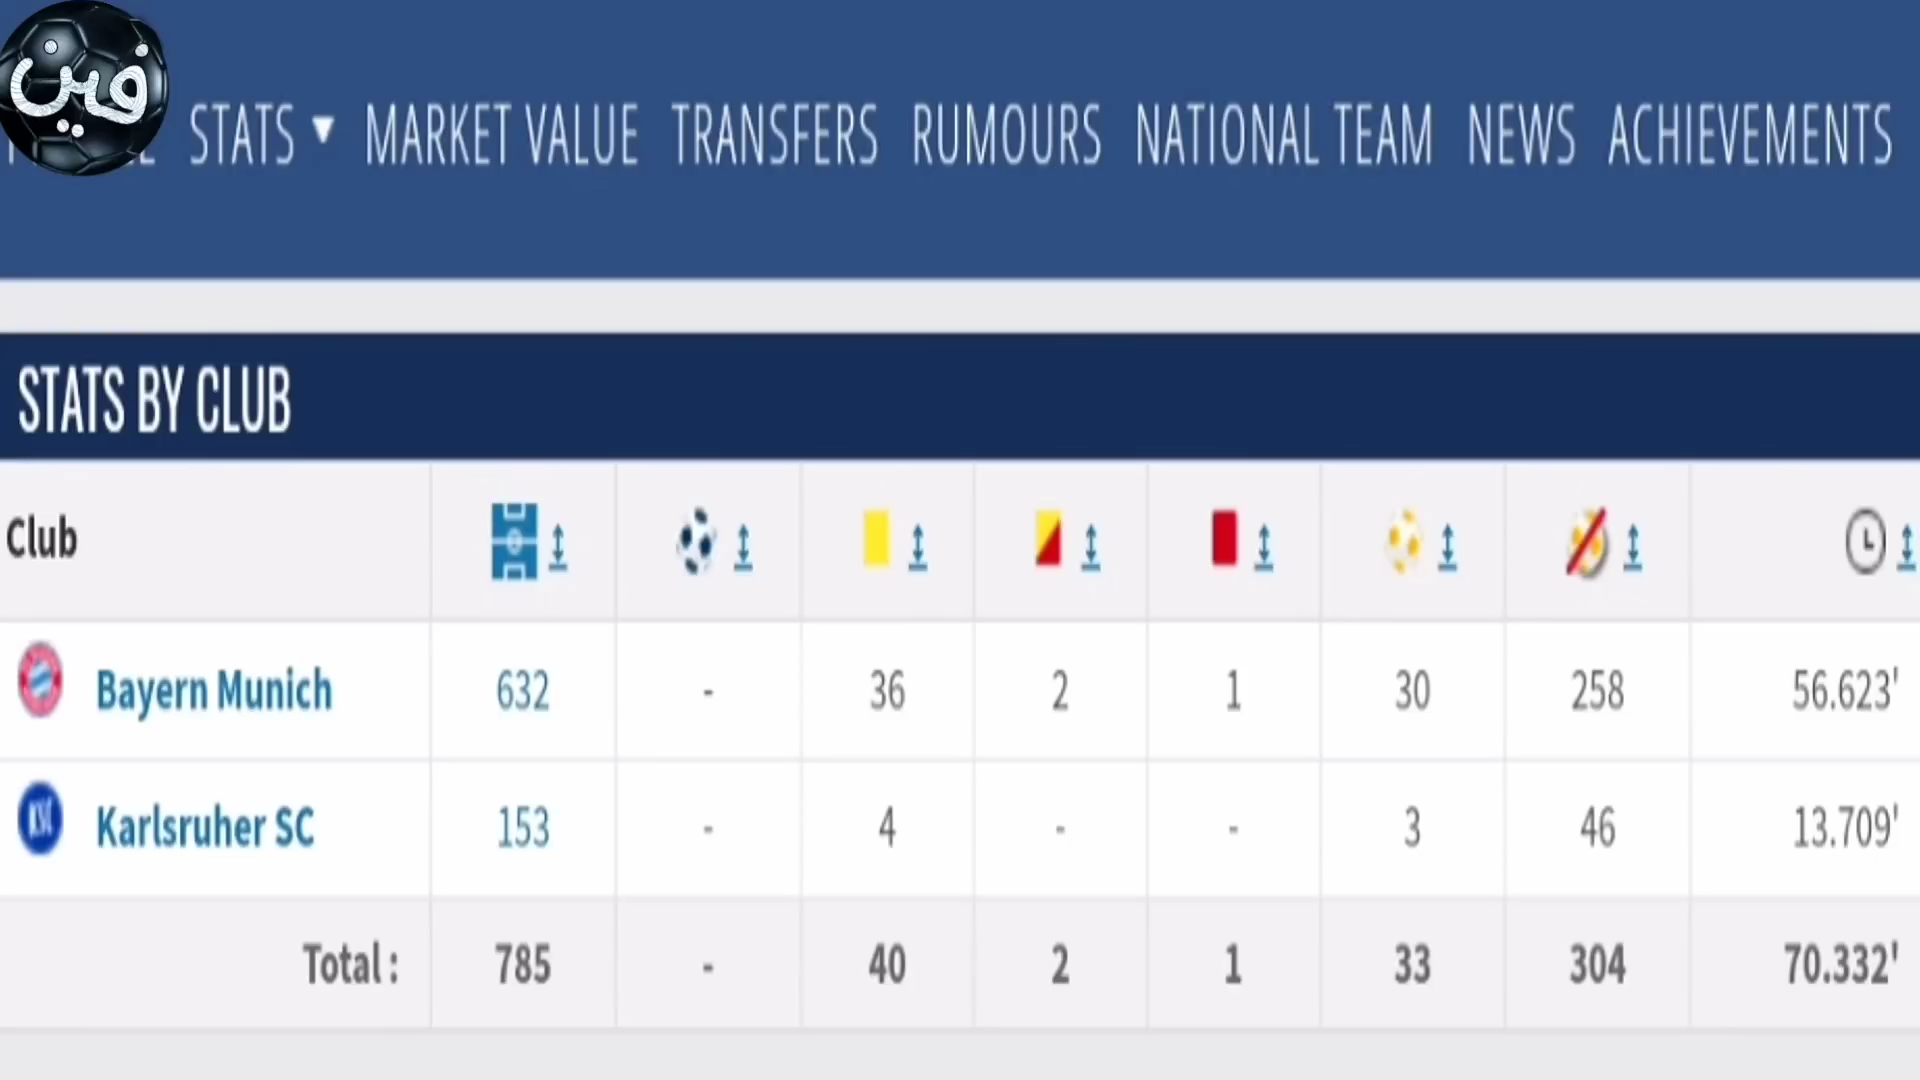 فين
STATS ▼ MARKET VALUE TRANSFERS RUMOURS NATIONAL TEAM NEWS ACHIEVEMENTS
STATS BY CLUB
Club
Bayern Munich 632 - 36 2 1 30 258 56.623'
KSC Karlsruher SC 153 - 4 - - 3 46 13.709'
Total : 785 - 40 2 1 33 304 70.332'